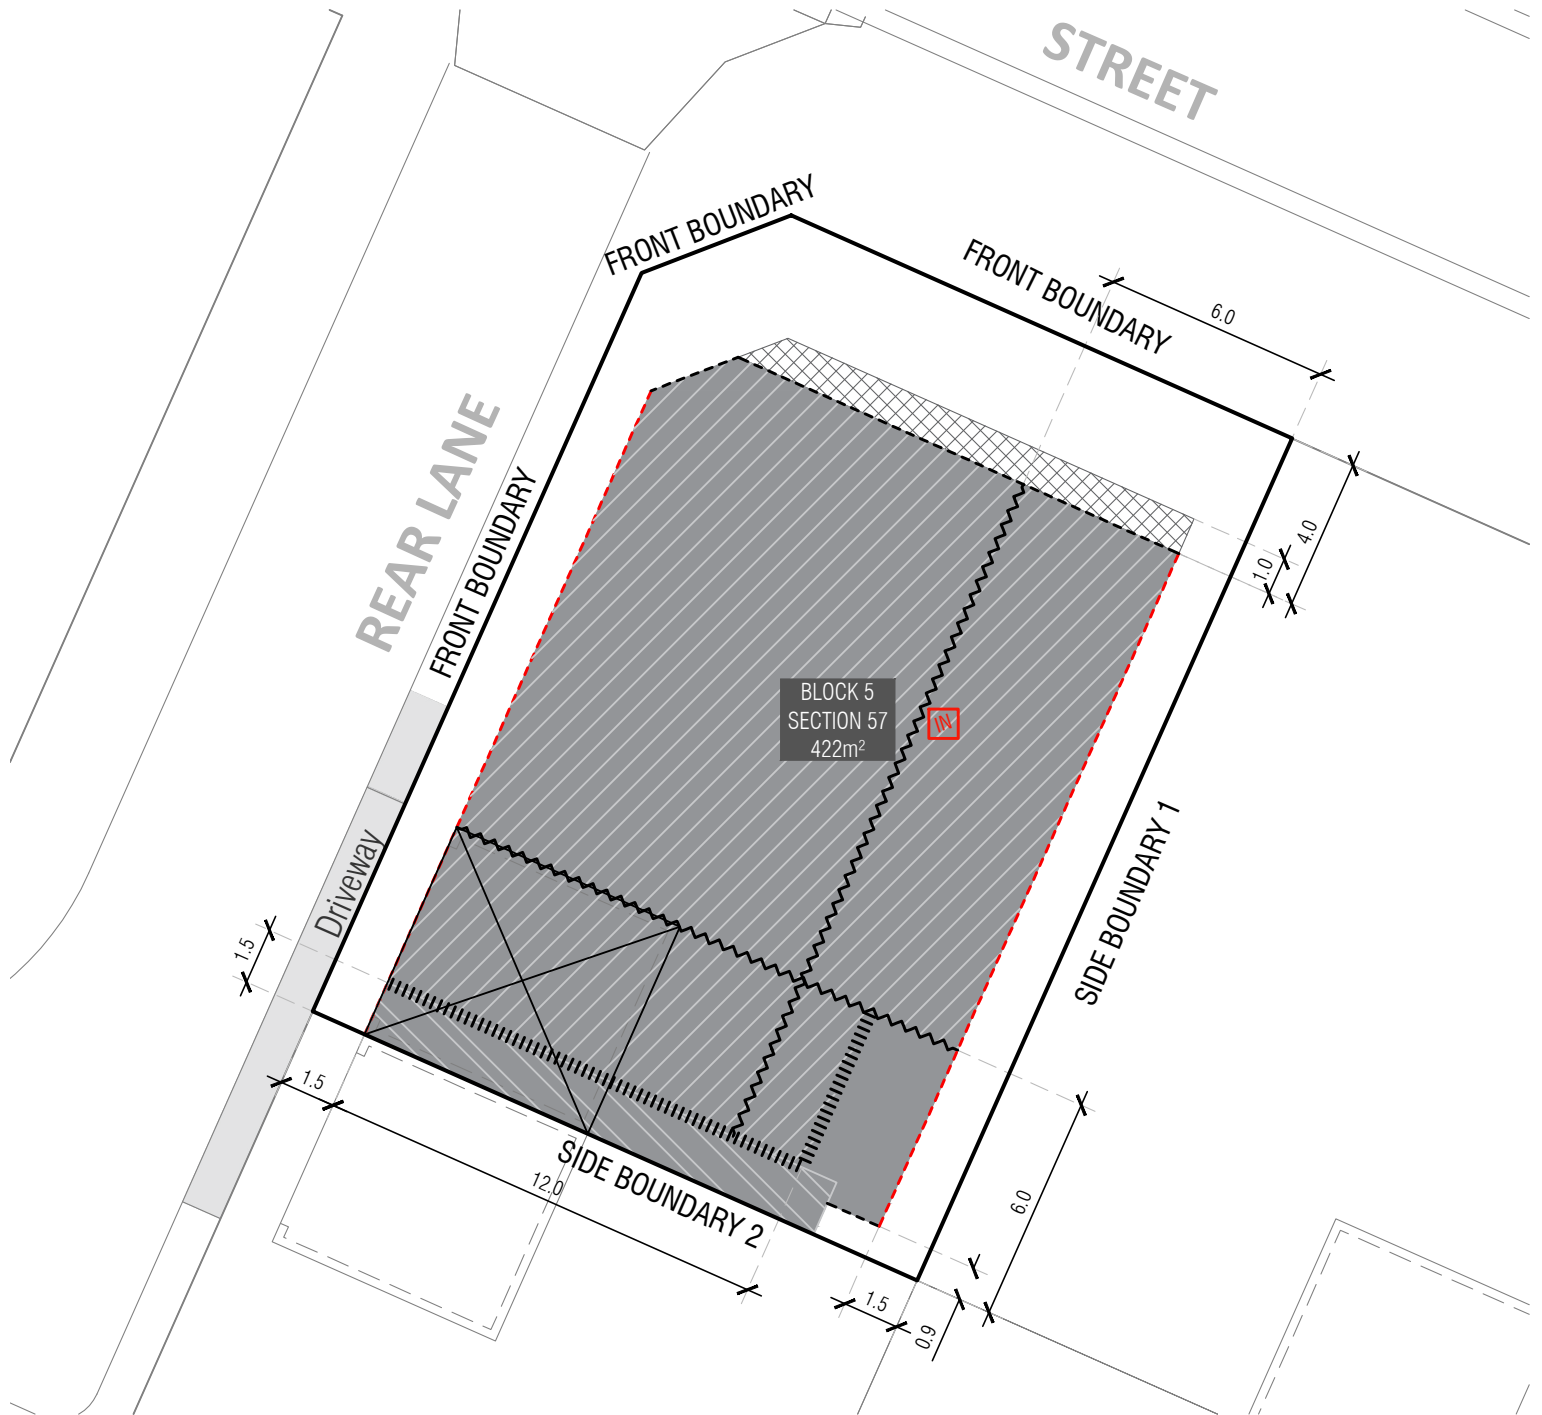 STREET
FRONT BOUNDARY
FRONT BOUNDARY
6.0
REAR LANE
FRONT BOUNDARY
4.0
1.0
BLOCK 5
SECTION 57
422m²
IN
Driveway
SIDE BOUNDARY 1
1.5
1.5
SIDE BOUNDARY 2
12.0
6.0
1.5
0.9